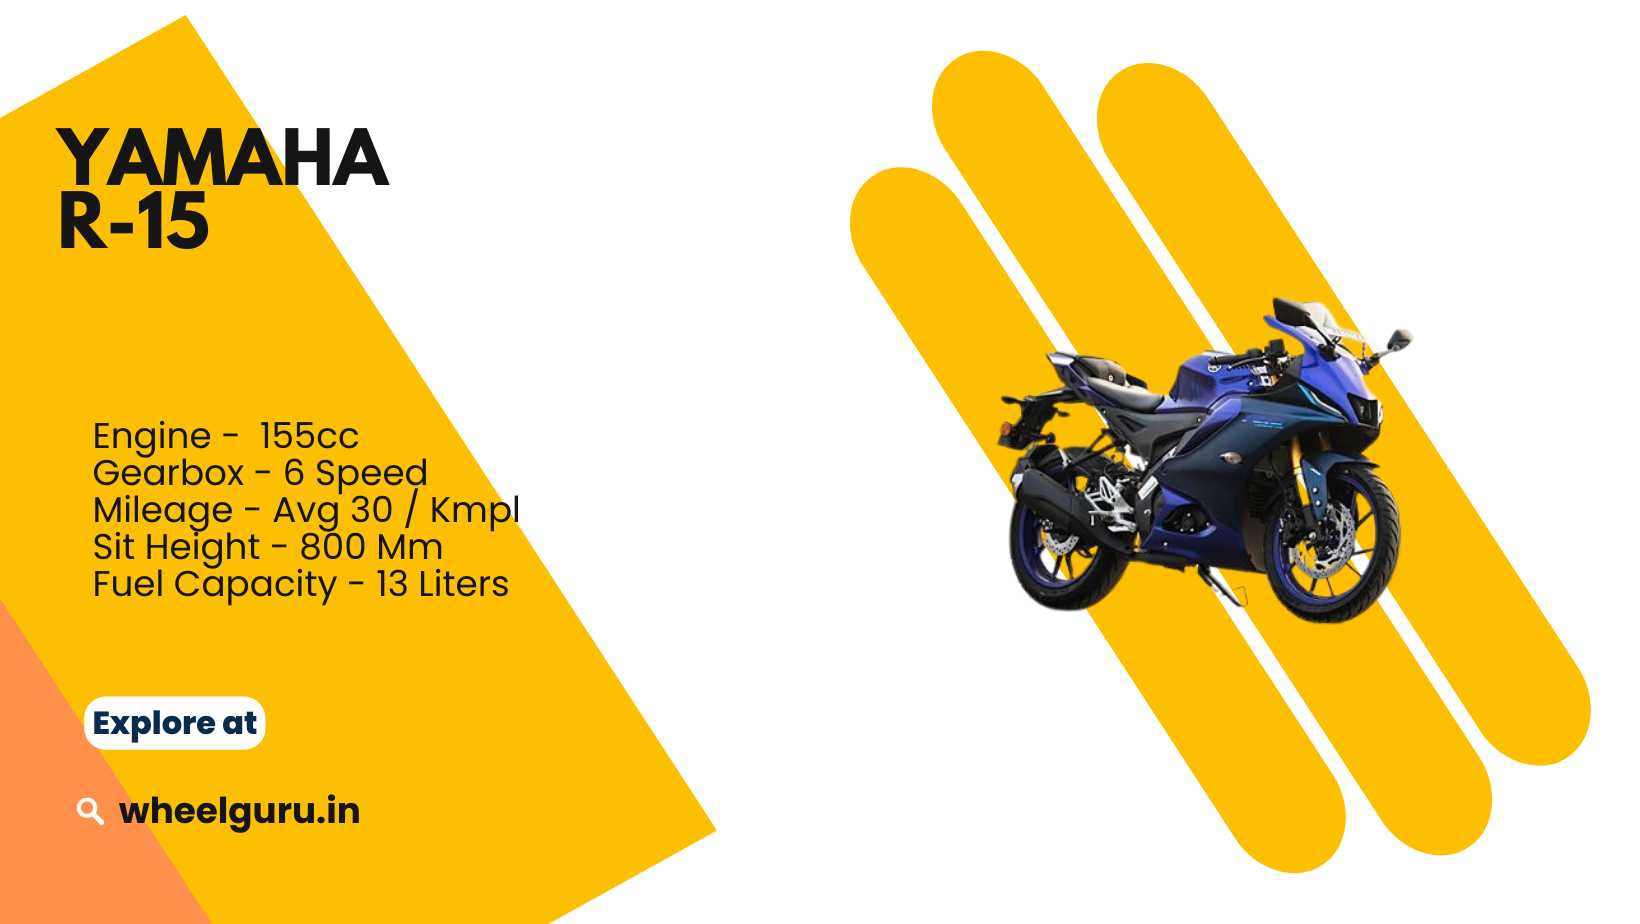 YAMAHA
R-15
Engine - 155cc
Gearbox - 6 Speed
Mileage - Avg 30 / Kmpl
Sit Height - 800 Mm
Fuel Capacity - 13 Liters
Explore at
wheelguru.in